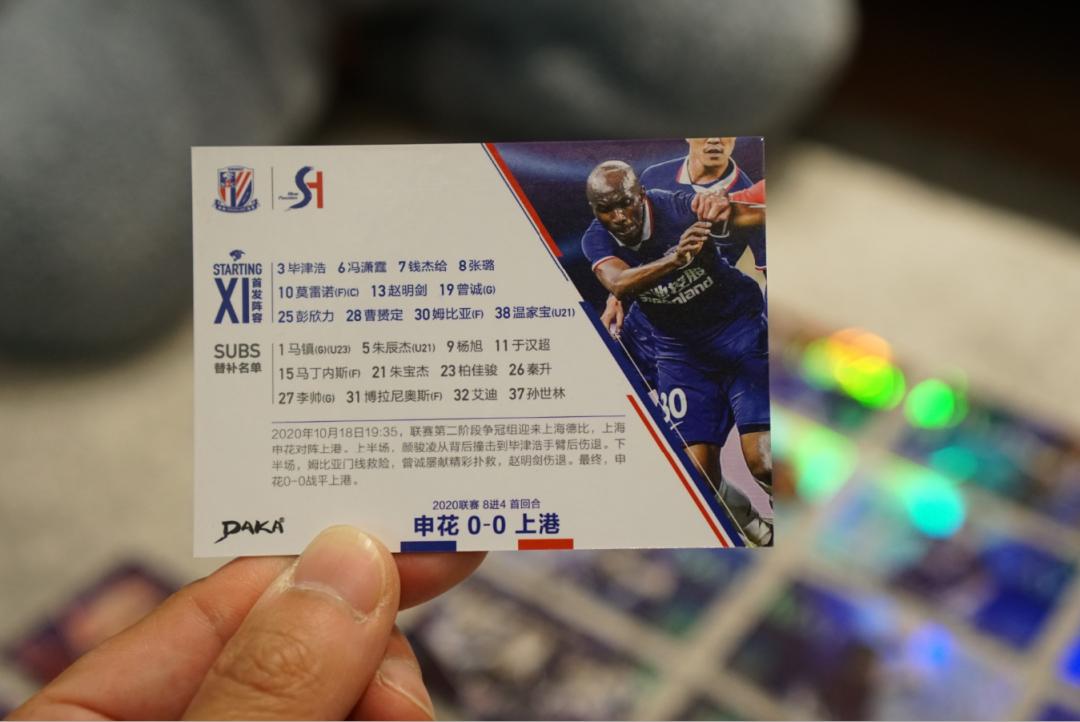 SH
STARTING
XI
首发阵容
3 毕津浩 6 冯潇霆 7 钱杰给 8 张璐
10 莫雷诺(F)(C) 13 赵明剑 19 曾诚(G)
25 彭欣力 28 曹赟定 30 姆比亚(F) 38 温家宝(U21)
SUBS
替补名单
1 马镇(G)(U23) 5 朱辰杰(U21) 9 杨旭 11 于汉超
15 马丁内斯(F) 21 朱宝杰 23 柏佳骏 26 秦升
27 李帅(G) 31 博拉尼奥斯(F) 32 艾迪 37 孙世林
2020年10月18日19:35，联赛第二阶段争冠组迎来上海德比，上海
申花对阵上港。上半场，颜骏凌从背后撞击到毕津浩手臂后伤退。下
半场，姆比亚门线救险，曾诚屡献精彩扑救，赵明剑伤退。最终，申
花0-0战平上港。
2020联赛 8进4 首回合
申花 0-0 上港
DAKA
30